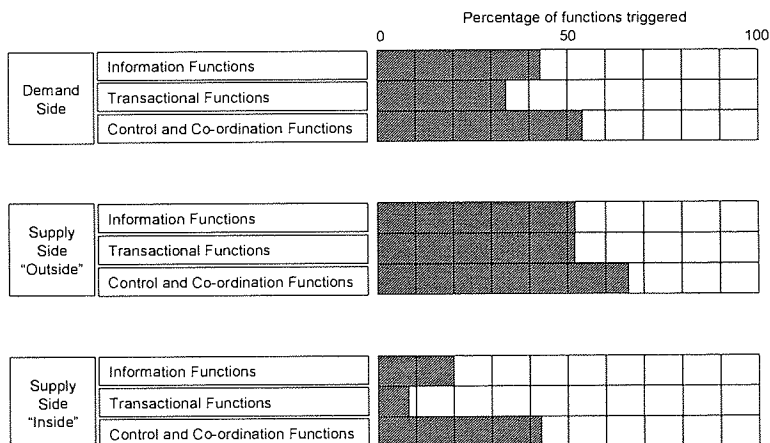 Percentage of functions triggered
0 50 100
Demand
Side
Information Functions
Transactional Functions
Control and Co-ordination Functions
Supply
Side
"Outside"
Information Functions
Transactional Functions
Control and Co-ordination Functions
Supply
Side
"Inside"
Information Functions
Transactional Functions
Control and Co-ordination Functions